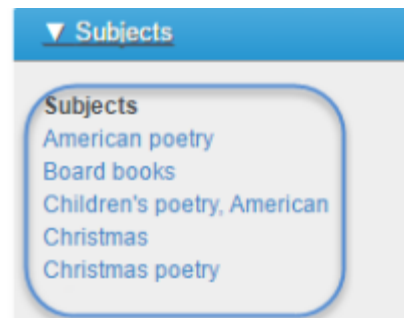 ▼ Subjects
Subjects
American poetry
Board books
Children's poetry, American
Christmas
Christmas poetry